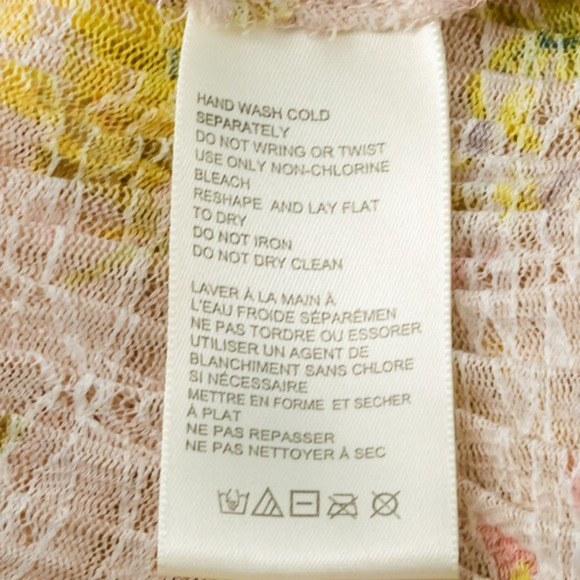 HAND WASH COLD
SEPARATELY
DO NOT WRING OR TWIST
USE ONLY NON-CHLORINE
BLEACH
RESHAPE AND LAY FLAT
TO DRY
DO NOT IRON
DO NOT DRY CLEAN
LAVER À LA MAIN À
L'EAU FROIDE SÉPARÉMEN
NE PAS TORDRE OU ESSORER
UTILISER UN AGENT DE
BLANCHIMENT SANS CHLORE
SI NÉCESSAIRE
METTRE EN FORME ET SECHER
À PLAT
NE PAS REPASSER
NE PAS NETTOYER À SEC